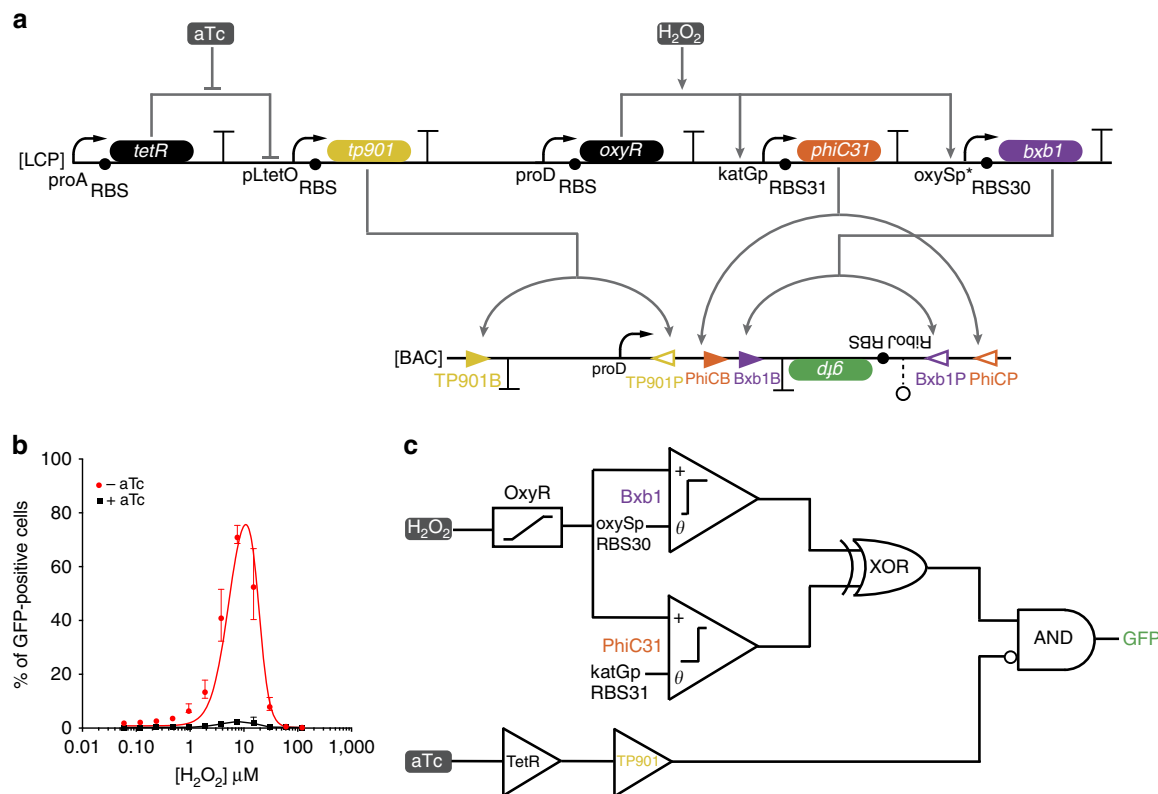 a
aTc
H2O2
[LCP]
tetR
tp901
oxyR
phiC31
bxb1
proA
RBS
pLtetO
RBS
proD
RBS
katGp
RBS31
oxySp*
RBS30
[BAC]
TP901B
proD
TP901P
PhiCB
Bxb1B
gfp
RBS
RiboJ
Bxb1P
PhiCP
b
% of GFP-positive cells
100
80
60
40
20
0
– aTc
+ aTc
0.01
1
10
100
1,000
[H2O2] μM
c
H2O2
OxyR
Bxb1
+
oxySp
RBS30
θ
PhiC31
+
katGp
RBS31
θ
XOR
AND
GFP
aTc
TetR
TP901